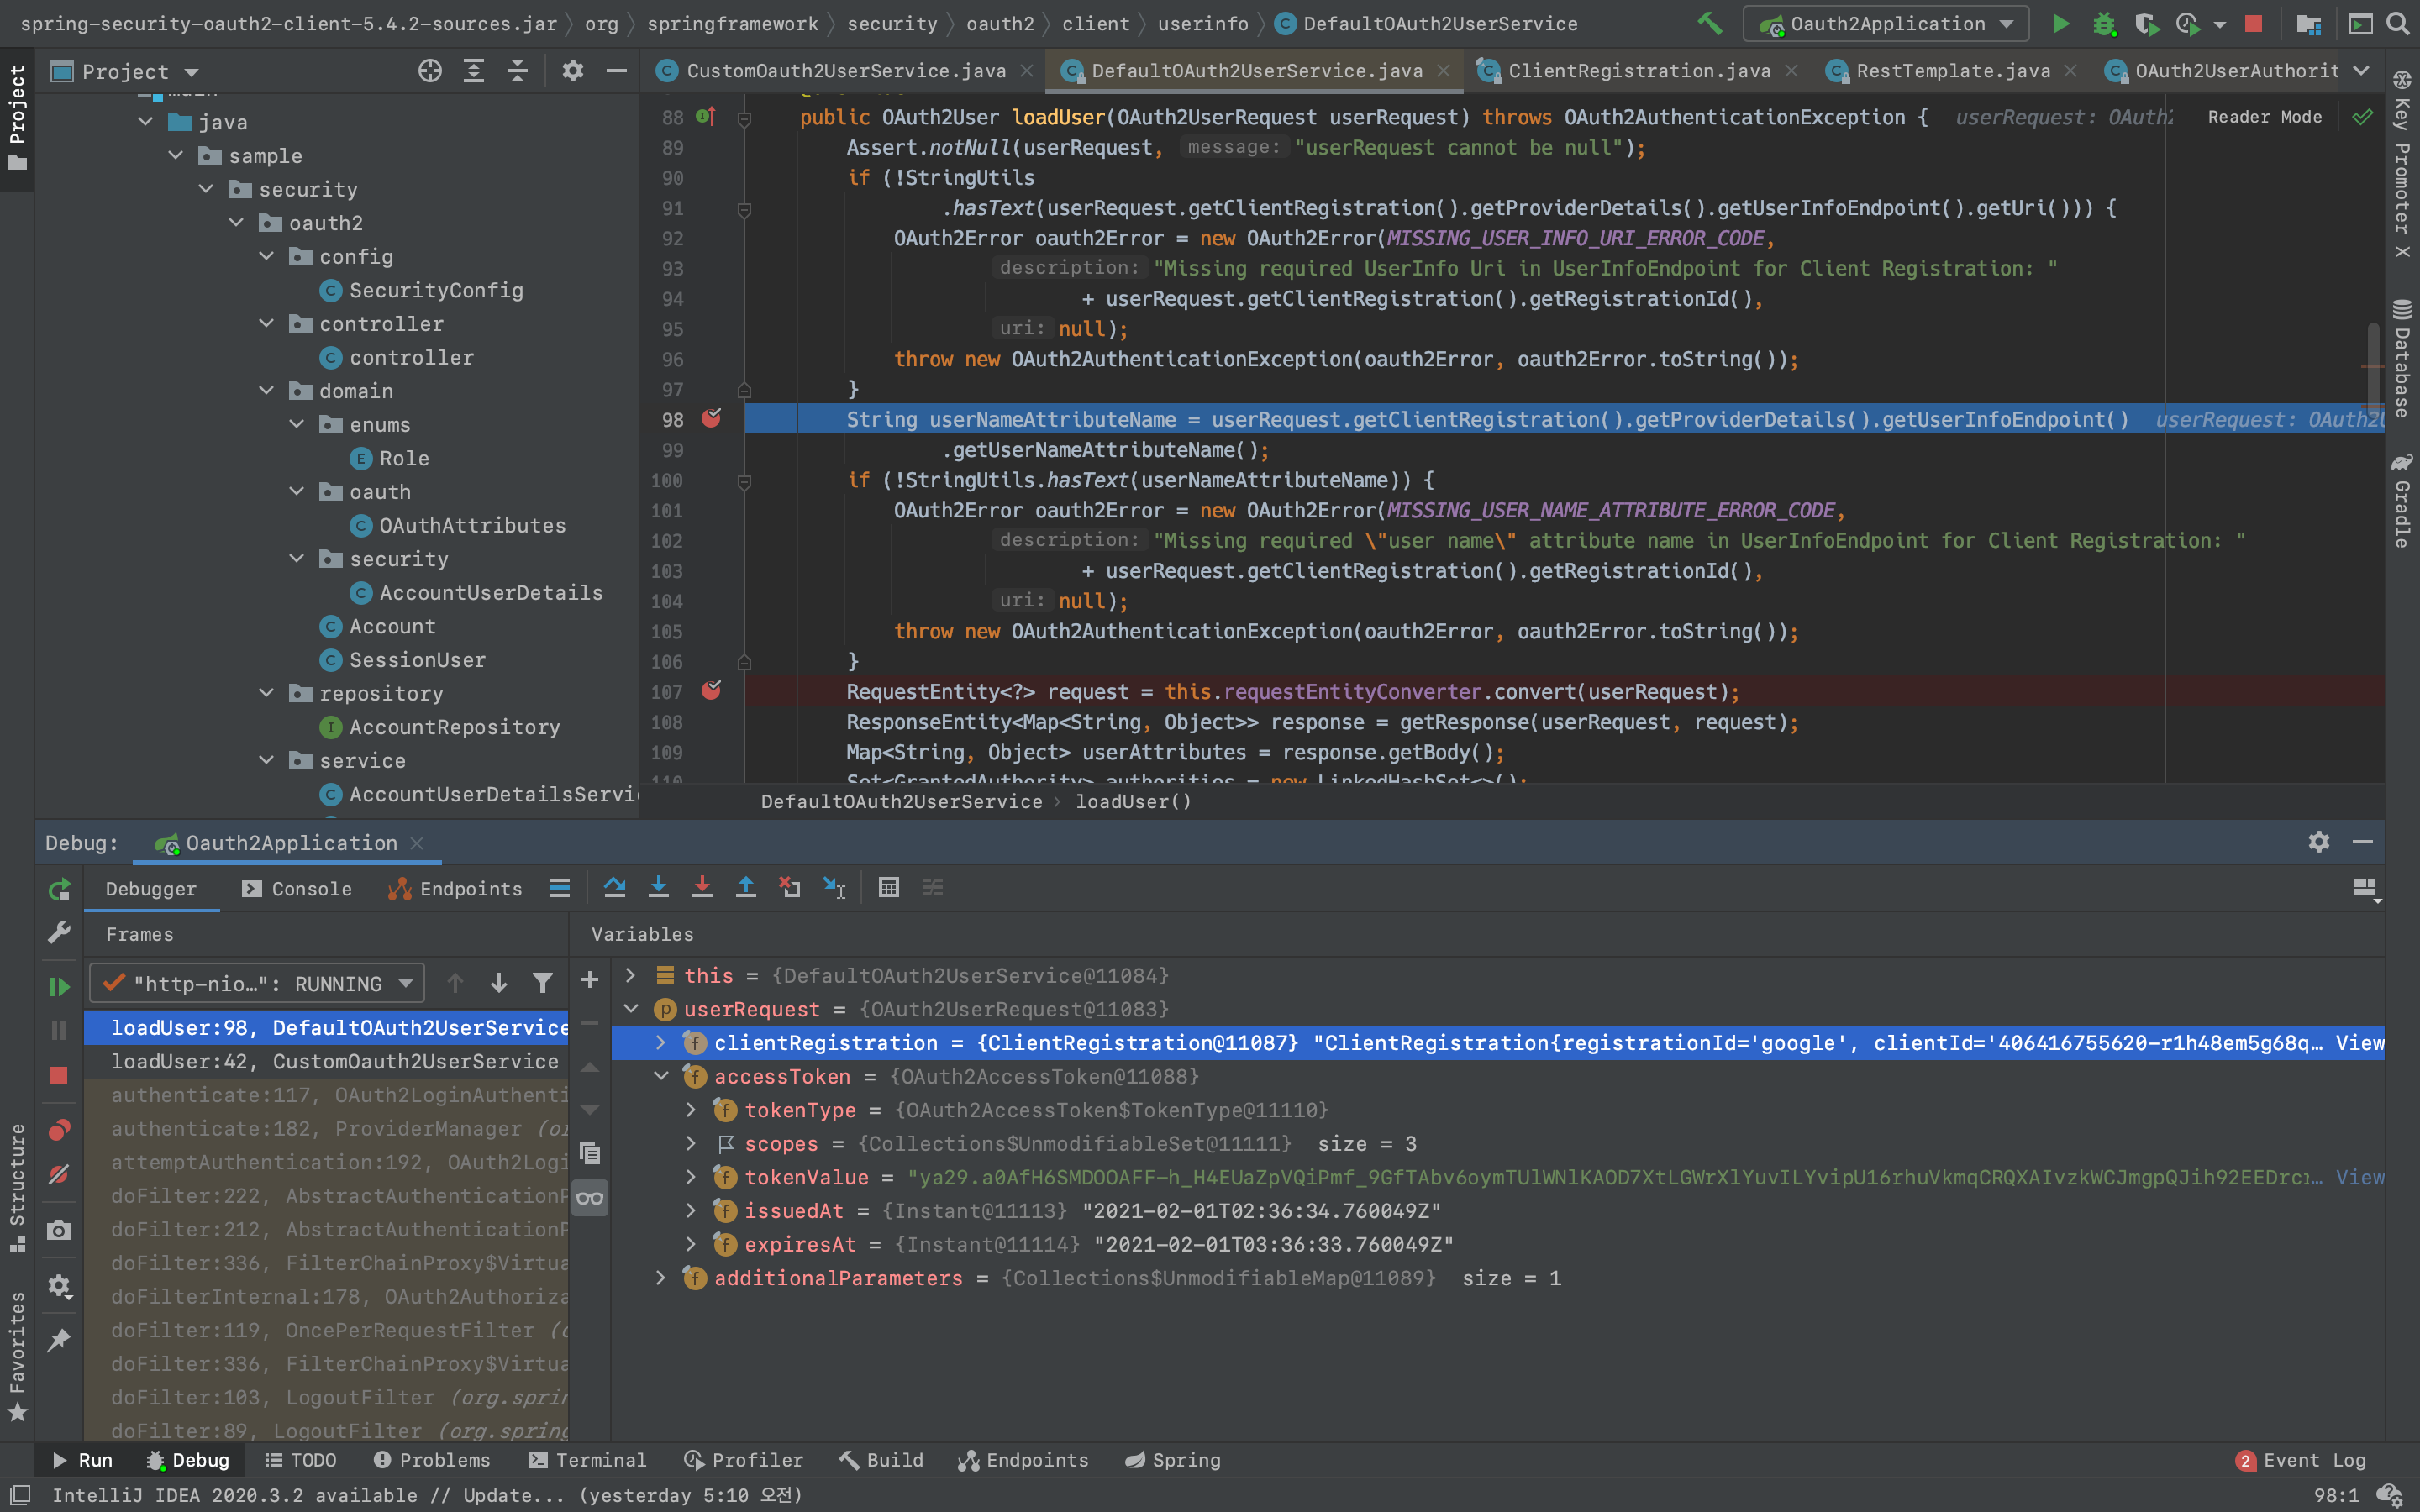 spring-security-oauth2-client-5.4.2-sources.jar org springframework security oauth2 client userinfo DefaultOAuth2UserService Oauth2Application
Project
CustomOauth2UserService.java DefaultOAuth2UserService.java ClientRegistration.java RestTemplate.java OAuth2UserAuthorit
java
sample
security
oauth2
config
SecurityConfig
controller
controller
domain
enums
Role
oauth
OAuthAttributes
security
AccountUserDetails
Account
SessionUser
repository
AccountRepository
service
AccountUserDetailsServi
88 public OAuth2User loadUser(OAuth2UserRequest userRequest) throws OAuth2AuthenticationException { userRequest: OAuth2 Reader Mode
89 Assert.notNull(userRequest, message: "userRequest cannot be null");
90 if (!StringUtils
91 .hasText(userRequest.getClientRegistration().getProviderDetails().getUserInfoEndpoint().getUri())) {
92 OAuth2Error oauth2Error = new OAuth2Error(MISSING_USER_INFO_URI_ERROR_CODE,
93 description: "Missing required UserInfo Uri in UserInfoEndpoint for Client Registration: "
94 + userRequest.getClientRegistration().getRegistrationId(),
95 uri: null);
96 throw new OAuth2AuthenticationException(oauth2Error, oauth2Error.toString());
97 }
98 String userNameAttributeName = userRequest.getClientRegistration().getProviderDetails().getUserInfoEndpoint() userRequest: OAuth2U
99 .getUserNameAttributeName();
100 if (!StringUtils.hasText(userNameAttributeName)) {
101 OAuth2Error oauth2Error = new OAuth2Error(MISSING_USER_NAME_ATTRIBUTE_ERROR_CODE,
102 description: "Missing required \"user name\" attribute name in UserInfoEndpoint for Client Registration: "
103 + userRequest.getClientRegistration().getRegistrationId(),
104 uri: null);
105 throw new OAuth2AuthenticationException(oauth2Error, oauth2Error.toString());
106 }
107 RequestEntity<?> request = this.requestEntityConverter.convert(userRequest);
108 ResponseEntity<Map<String, Object>> response = getResponse(userRequest, request);
109 Map<String, Object> userAttributes = response.getBody();
110 Set<GrantedAuthority> authorities = new LinkedHashSet<>();
DefaultOAuth2UserService › loadUser()
Project
Structure
Favorites
Key Promoter X
Database
Gradle
Debug: Oauth2Application
Debugger Console Endpoints
Frames
"http-nio…": RUNNING
loadUser:98, DefaultOAuth2UserService
loadUser:42, CustomOauth2UserService
authenticate:117, OAuth2LoginAuthenti
authenticate:182, ProviderManager (o
attemptAuthentication:192, OAuth2Logi
doFilter:222, AbstractAuthenticationP
doFilter:212, AbstractAuthenticationP
doFilter:336, FilterChainProxy$Virtua
doFilterInternal:178, OAuth2Authoriza
doFilter:119, OncePerRequestFilter (
doFilter:336, FilterChainProxy$Virtua
doFilter:103, LogoutFilter (org.sprin
doFilter:89, LogoutFilter (org.spring
Variables
this = {DefaultOAuth2UserService@11084}
userRequest = {OAuth2UserRequest@11083}
clientRegistration = {ClientRegistration@11087} "ClientRegistration{registrationId='google', clientId='406416755620-r1h48em5g68q… View
accessToken = {OAuth2AccessToken@11088}
tokenType = {OAuth2AccessToken$TokenType@11110}
scopes = {Collections$UnmodifiableSet@11111} size = 3
tokenValue = "ya29.a0AfH6SMDOOAFF-h_H4EUaZpVQiPmf_9GfTAbv6oymTUlWNlKAOD7XtLGWrXlYuvILYvipU16rhuVkmqCRQXAIvzkWCJmgpQJih92EEDrc… View
issuedAt = {Instant@11113} "2021-02-01T02:36:34.760049Z"
expiresAt = {Instant@11114} "2021-02-01T03:36:33.760049Z"
additionalParameters = {Collections$UnmodifiableMap@11089} size = 1
Run Debug TODO Problems Terminal Profiler Build Endpoints Spring 2 Event Log
IntelliJ IDEA 2020.3.2 available // Update... (yesterday 5:10 오전) 98:1